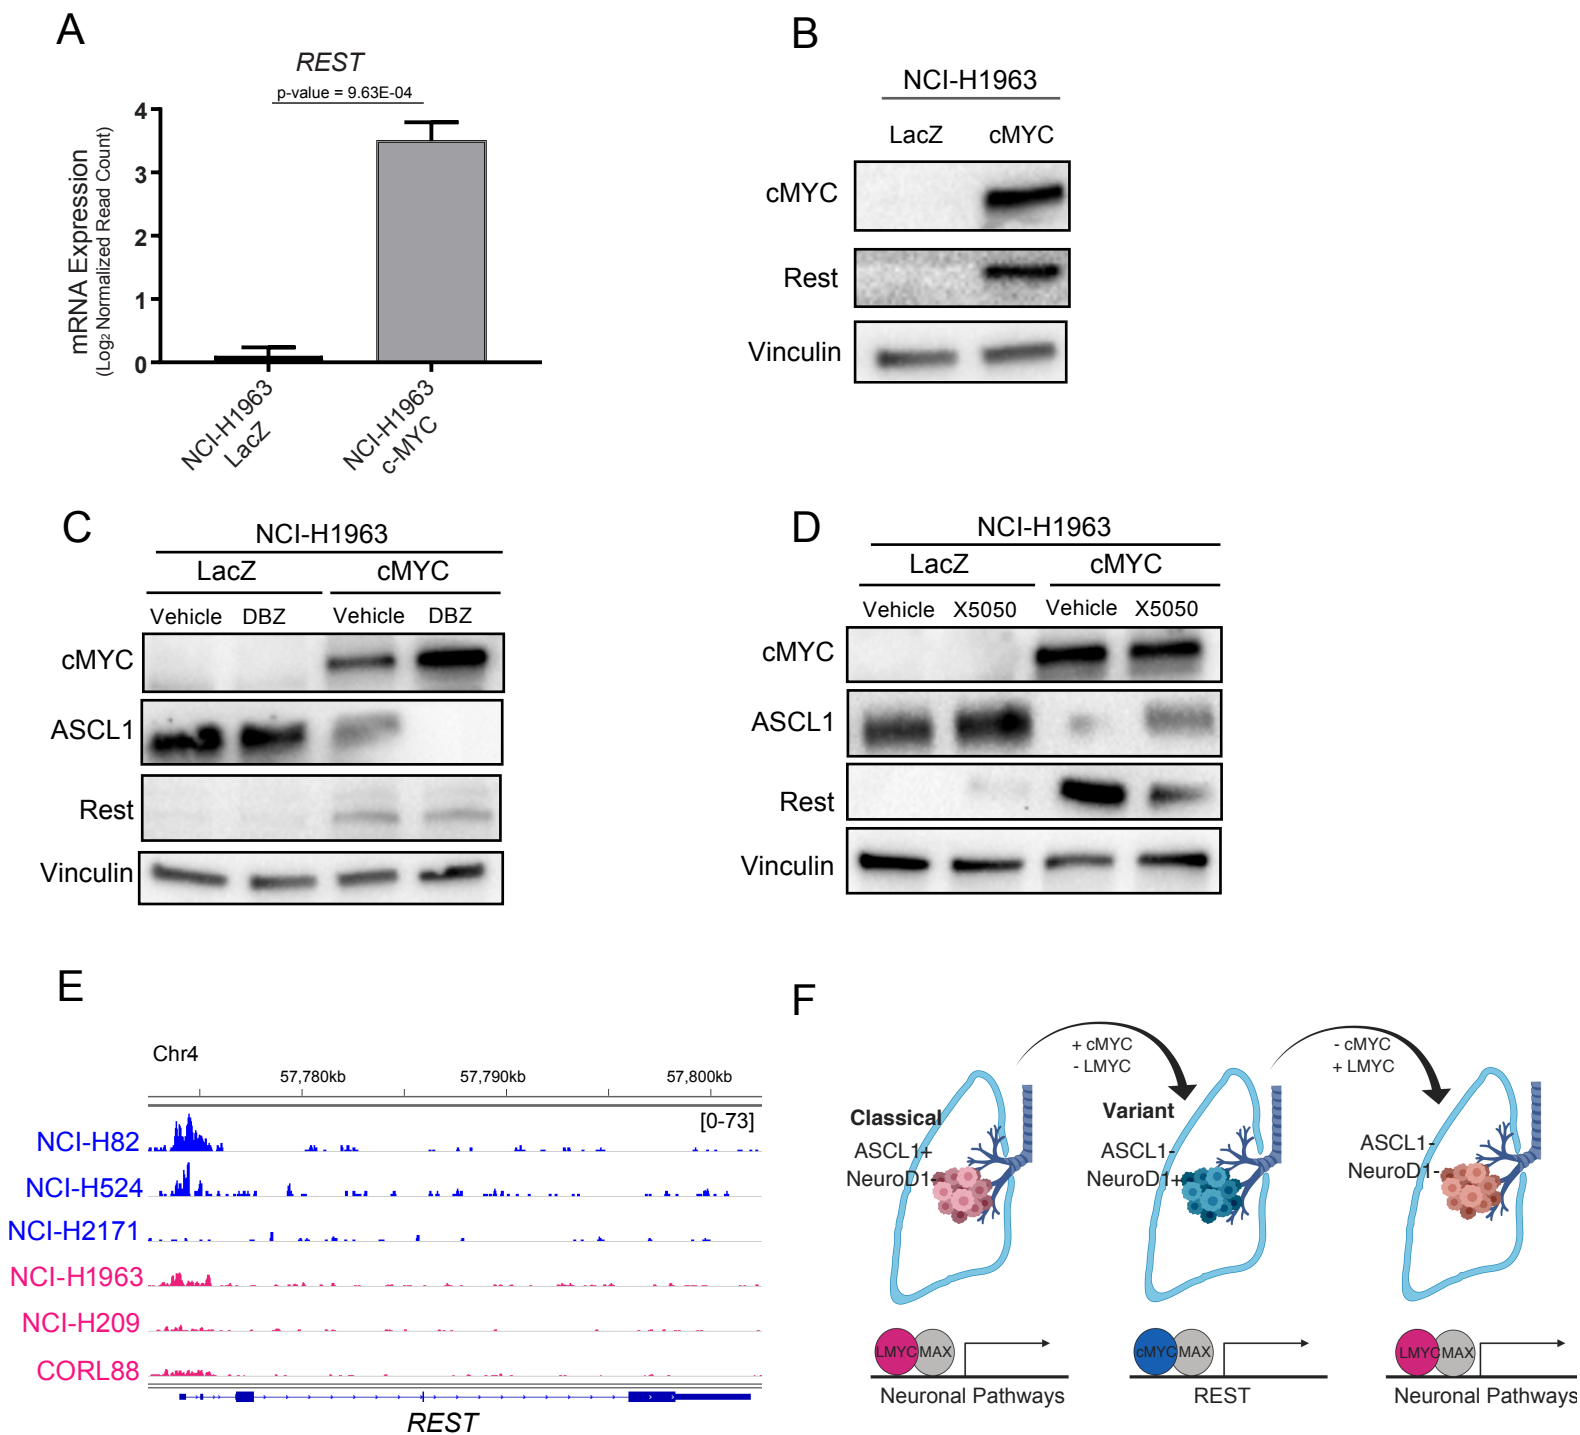 A
REST
p-value = 9.63E-04
mRNA Expression
(Log₂ Normalized Read Count)
4
3
2
1
0
NCI-H1963
LacZ
NCI-H1963
c-MYC
B
NCI-H1963
LacZ cMYC
cMYC
Rest
Vinculin
C
NCI-H1963
LacZ cMYC
Vehicle DBZ Vehicle DBZ
cMYC
ASCL1
Rest
Vinculin
D
NCI-H1963
LacZ cMYC
Vehicle X5050 Vehicle X5050
cMYC
ASCL1
Rest
Vinculin
E
Chr4
57,780kb 57,790kb 57,800kb
[0-73]
NCI-H82
NCI-H524
NCI-H2171
NCI-H1963
NCI-H209
CORL88
REST
F
+ cMYC
- LMYC
- cMYC
+ LMYC
Classical
ASCL1+
NeuroD1-
Variant
ASCL1-
NeuroD1+
ASCL1-
NeuroD1-
LMYC MAX
Neuronal Pathways
cMYC MAX
REST
LMYC MAX
Neuronal Pathways